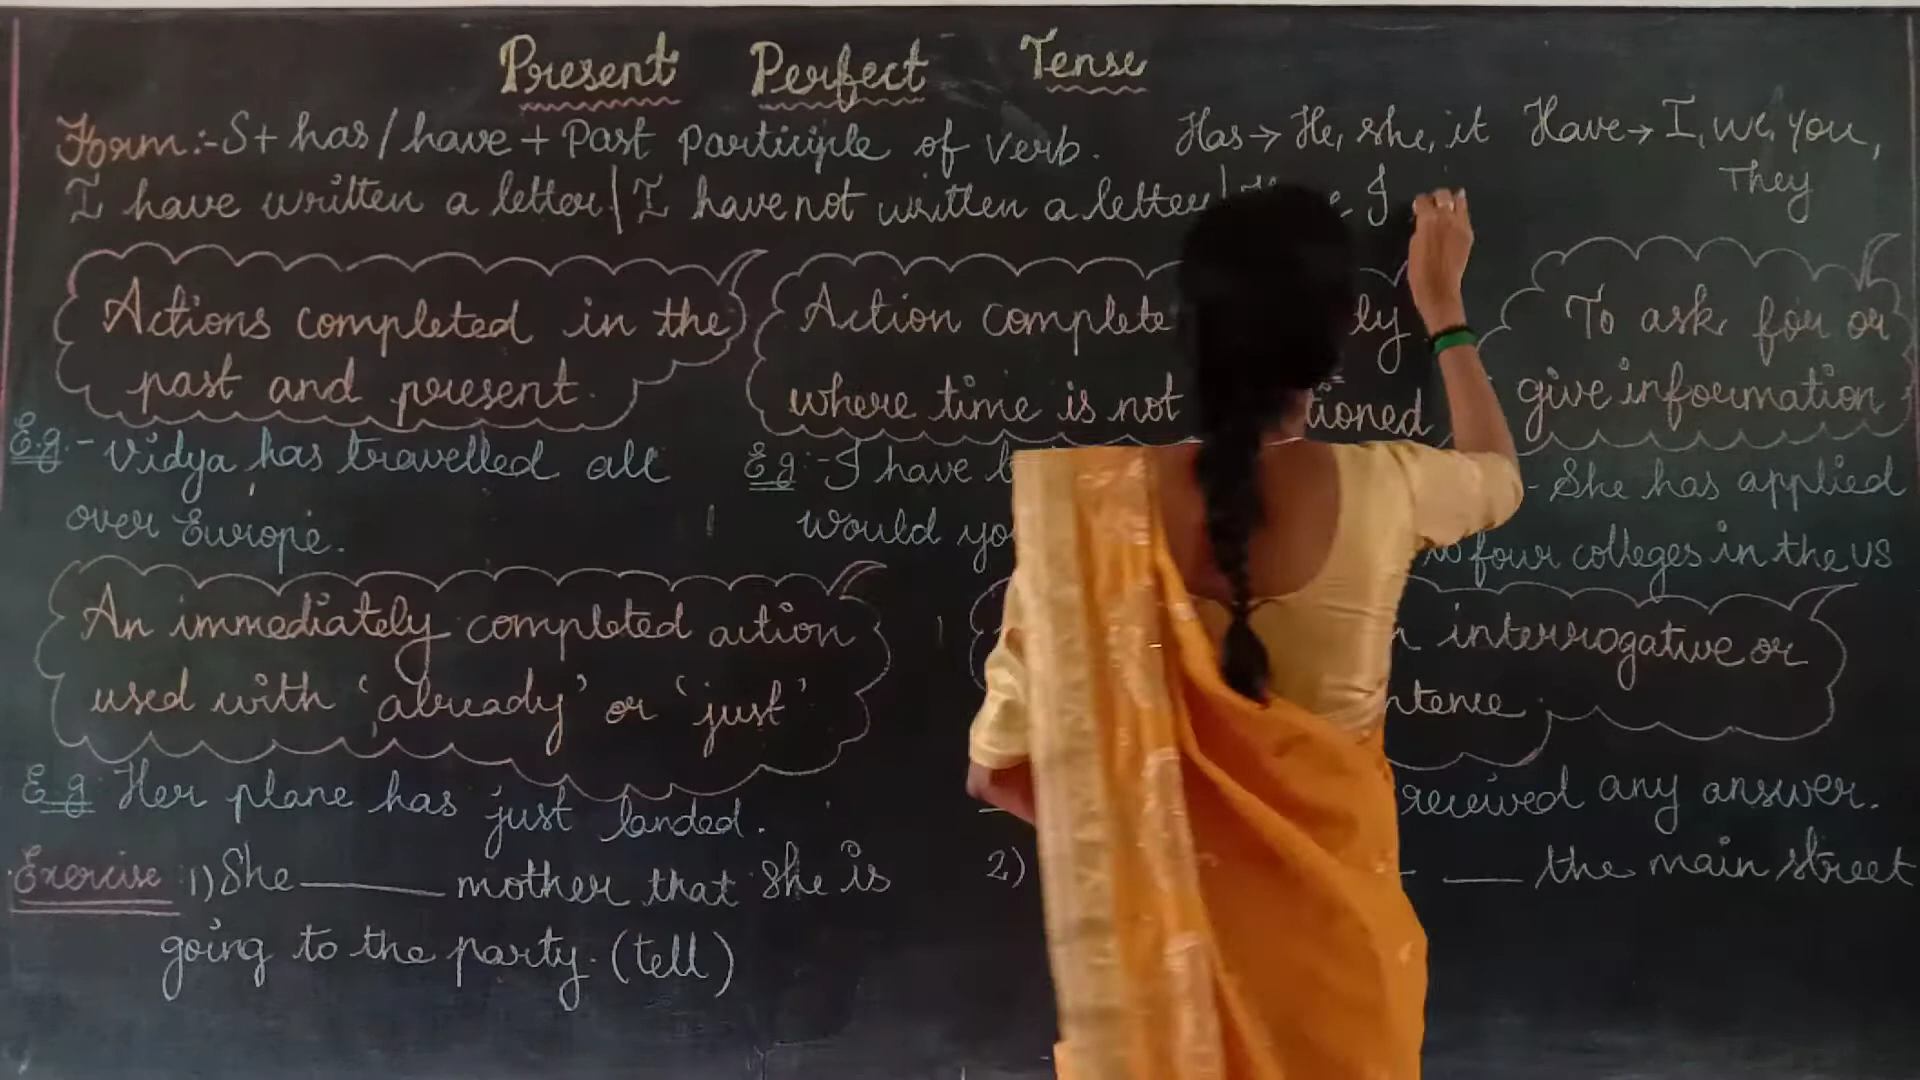 Present Perfect Tense
Form:- S + has/have + Past Participle of verb. Has → He, she, it Have → I, we, you,
They
I have written a letter | I have not written a letter | I
Actions completed in the
past and present.
Action complete ly
where time is not tioned
To ask for or
give information
E.g:- Vidya has travelled all
over Europe.
E.g:- I have
would
- She has applied
four colleges in the US
An immediately completed action
used with 'already' or 'just'
interrogative or
E.g Her plane has just landed.
received any answer.
Exercise 1) She ______ mother that she is
going to the party. (tell)
2) ____ the main street